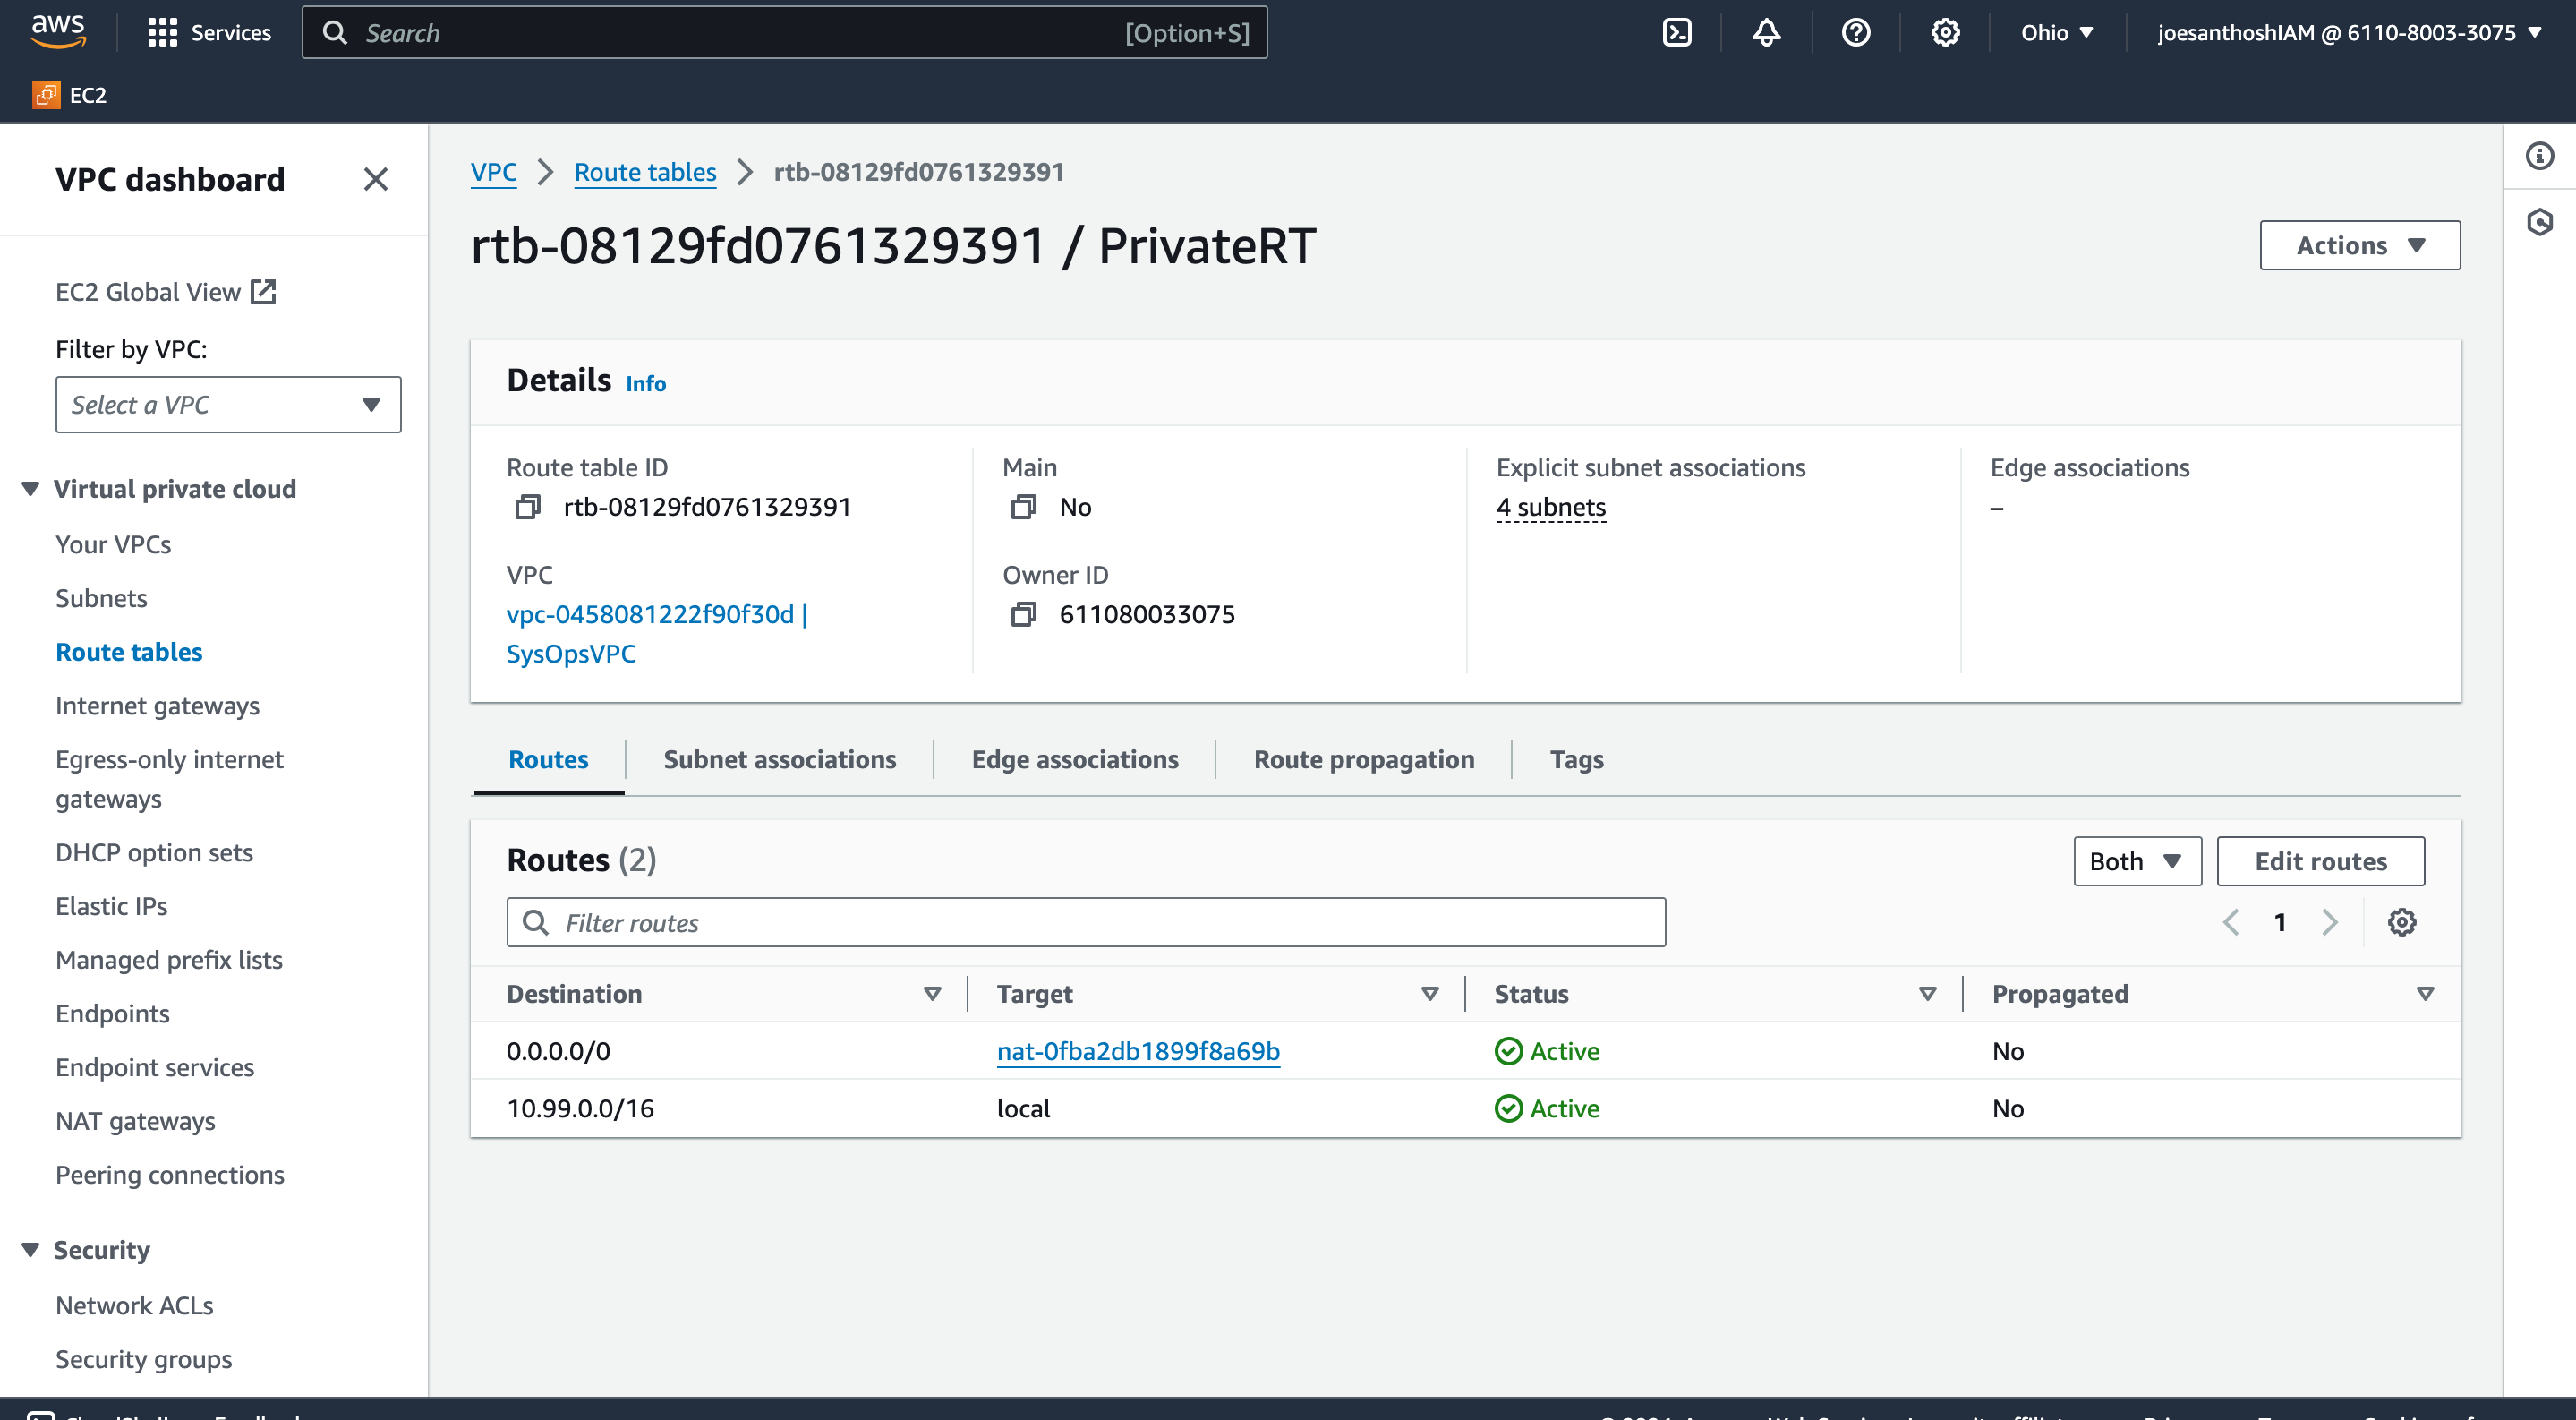 aws
Services
Search
[Option+S]
Ohio
joesanthoshIAM @ 6110-8003-3075
EC2
VPC dashboard
EC2 Global View
Filter by VPC:
Select a VPC
Virtual private cloud
Your VPCs
Subnets
Route tables
Internet gateways
Egress-only internet
gateways
DHCP option sets
Elastic IPs
Managed prefix lists
Endpoints
Endpoint services
NAT gateways
Peering connections
Security
Network ACLs
Security groups
VPC
Route tables
rtb-08129fd0761329391
rtb-08129fd0761329391 / PrivateRT
Actions
Details Info
Route table ID
rtb-08129fd0761329391
Main
No
Explicit subnet associations
4 subnets
Edge associations
–
VPC
vpc-0458081222f90f30d |
SysOpsVPC
Owner ID
611080033075
Routes
Subnet associations
Edge associations
Route propagation
Tags
Routes (2)
Both
Edit routes
Filter routes
1
Destination Target Status Propagated
0.0.0.0/0 nat-0fba2db1899f8a69b Active No
10.99.0.0/16 local Active No